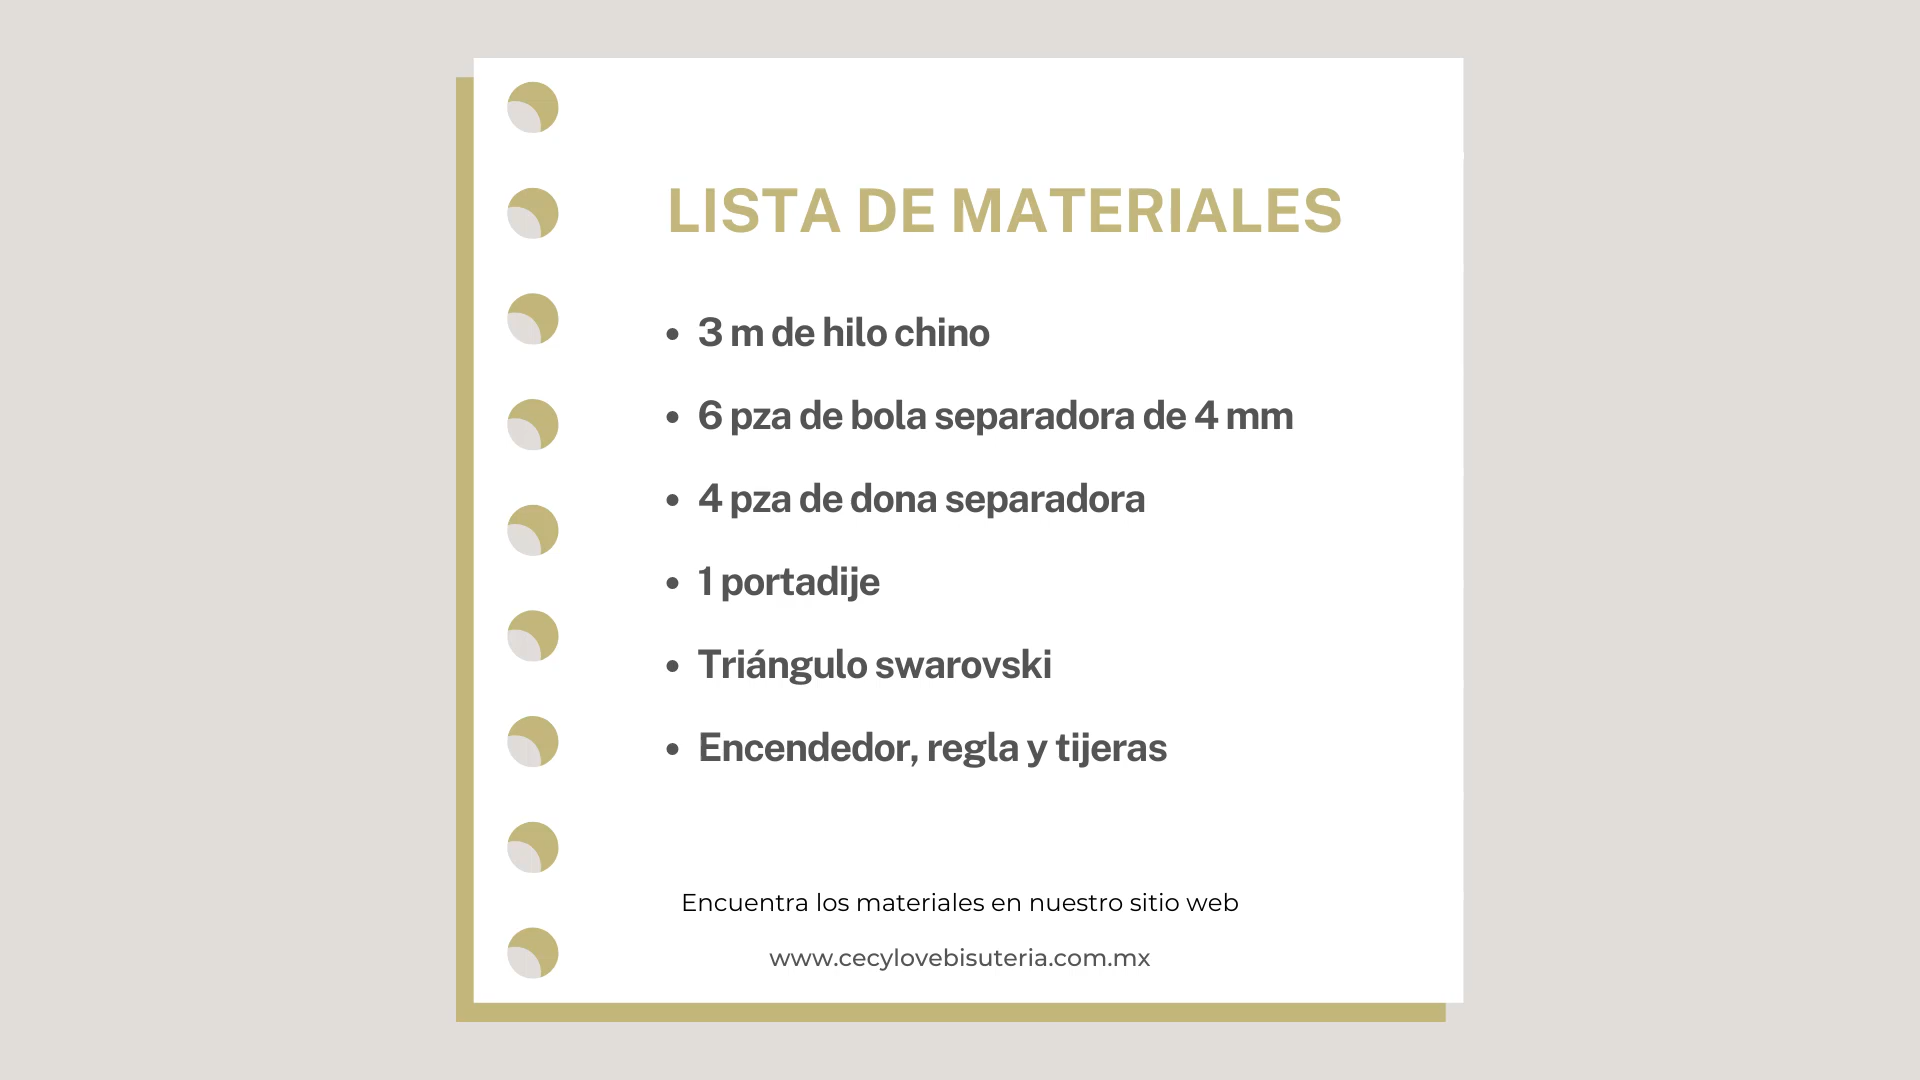 LISTA DE MATERIALES
• 3 m de hilo chino
• 6 pza de bola separadora de 4 mm
• 4 pza de dona separadora
• 1 portadije
• Triángulo swarovski
• Encendedor, regla y tijeras
Encuentra los materiales en nuestro sitio web
www.cecylovebisuteria.com.mx